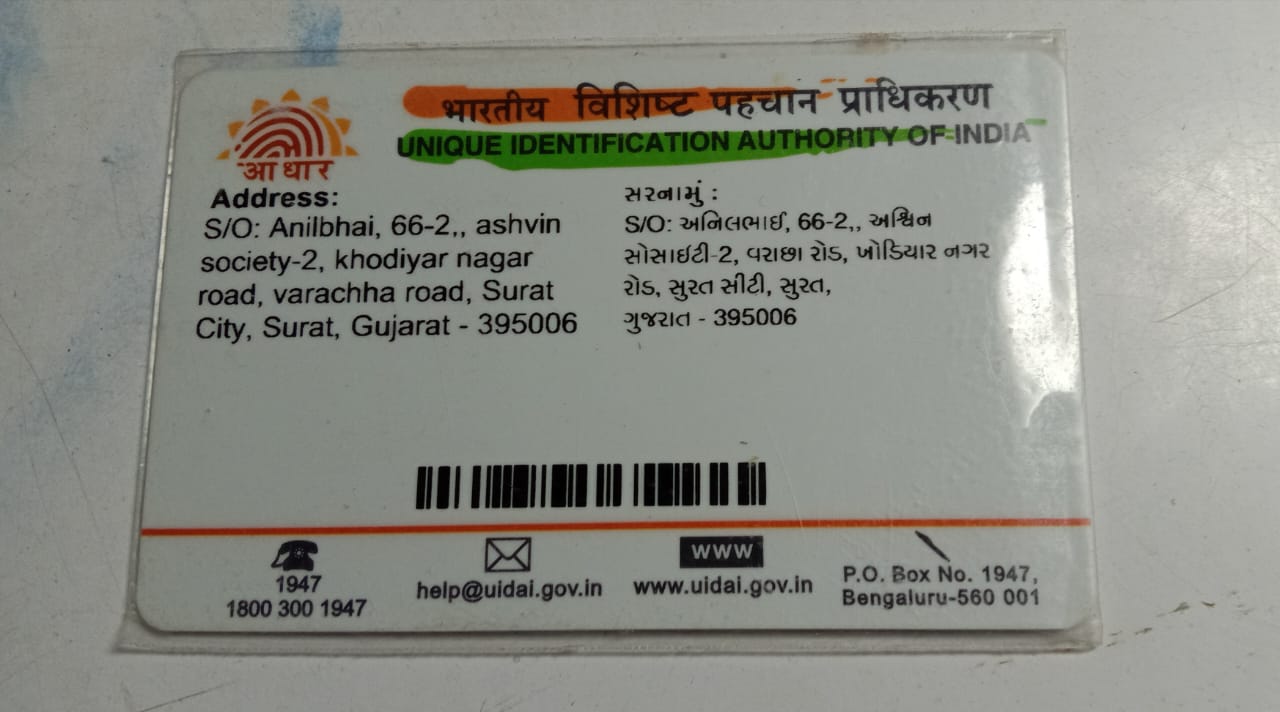 भारतीय विशिष्ट पहचान प्राधिकरण
UNIQUE IDENTIFICATION AUTHORITY OF INDIA
आधार
Address:
S/O: Anilbhai, 66-2,, ashvin
society-2, khodiyar nagar
road, varachha road, Surat
City, Surat, Gujarat - 395006
સરનામું :
S/O: અનિલભાઈ, 66-2,, અશ્વિન
સોસાઇટી-2, વરાછા રોડ, ખોડિયાર નગર
રોડ, સુરત સીટી, સુરત,
ગુજરાત - 395006
1947
1800 300 1947
help@uidai.gov.in
WWW
www.uidai.gov.in
P.O. Box No. 1947,
Bengaluru-560 001